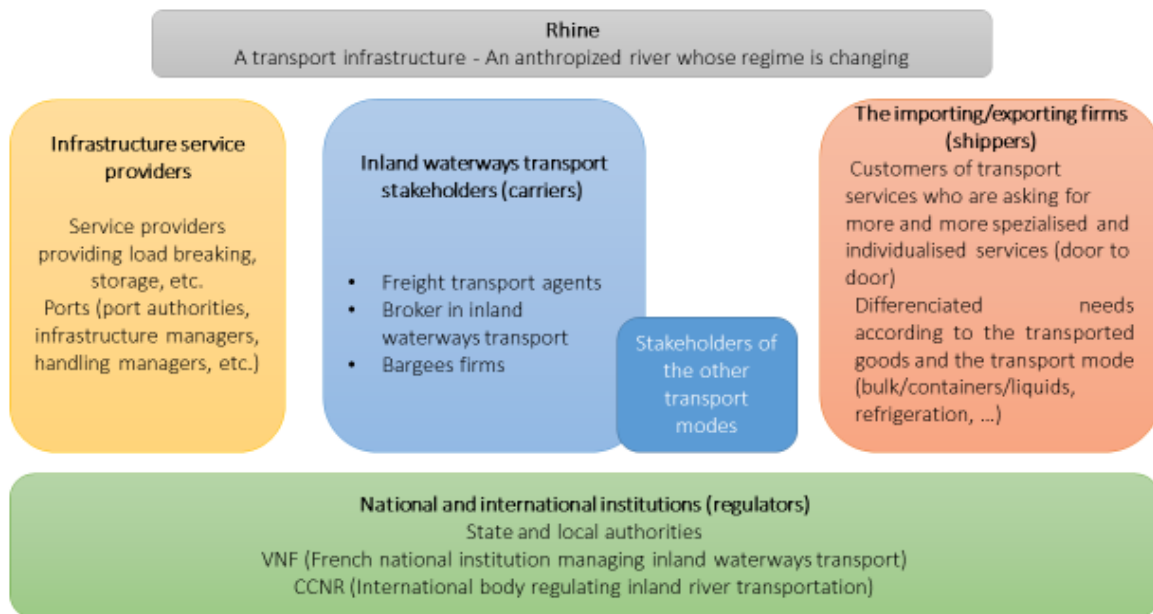 Rhine
A transport infrastructure - An anthropized river whose regime is changing
Infrastructure service
providers
Service providers
providing load breaking,
storage, etc.
Ports (port authorities,
infrastructure managers,
handling managers, etc.)
Inland waterways transport
stakeholders (carriers)
• Freight transport agents
• Broker in inland
waterways transport
• Bargees firms
Stakeholders of
the other
transport
modes
The importing/exporting firms
(shippers)
Customers of transport
services who are asking for
more and more spezialised and
individualised services (door to
door)
Differenciated needs
according to the transported
goods and the transport mode
(bulk/containers/liquids,
refrigeration, ...)
National and international institutions (regulators)
State and local authorities
VNF (French national institution managing inland waterways transport)
CCNR (International body regulating inland river transportation)